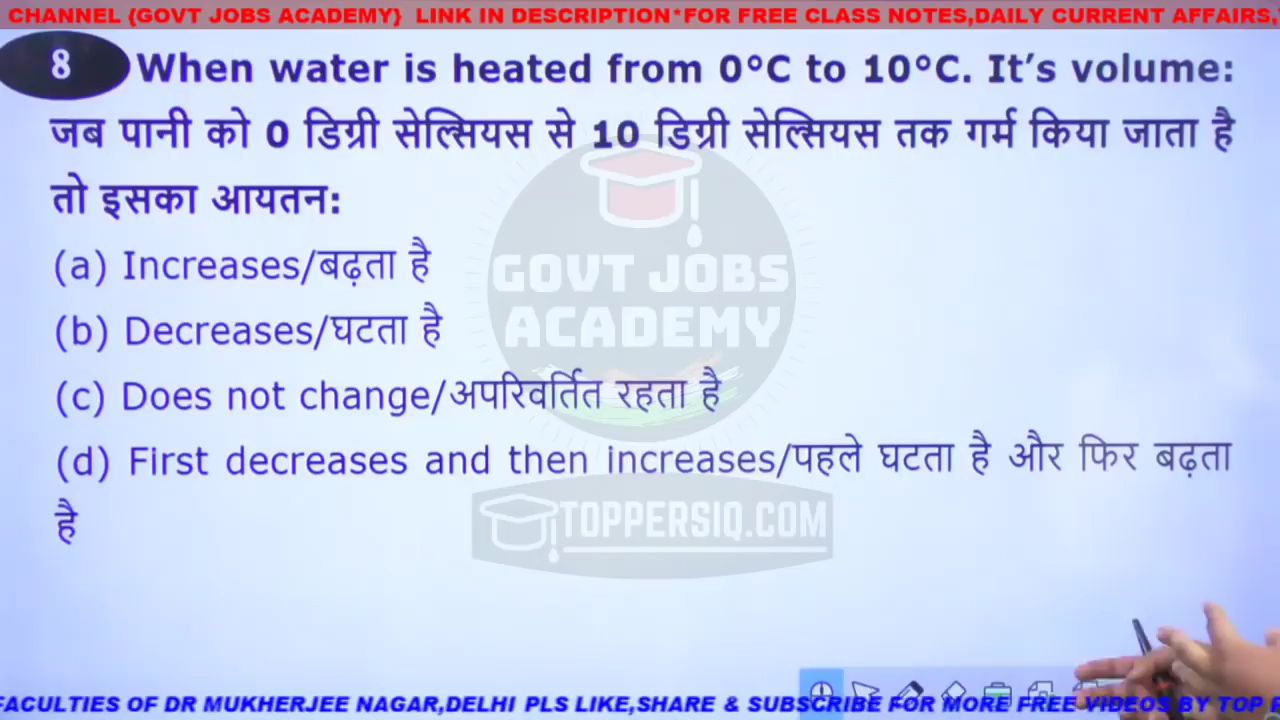 CHANNEL {GOVT JOBS ACADEMY} LINK IN DESCRIPTION*FOR FREE CLASS NOTES,DAILY CURRENT AFFAIRS,
8 When water is heated from 0°C to 10°C. It's volume:
जब पानी को 0 डिग्री सेल्सियस से 10 डिग्री सेल्सियस तक गर्म किया जाता है
तो इसका आयतन:
(a) Increases/बढ़ता है
GOVT JOBS
ACADEMY
(b) Decreases/घटता है
(c) Does not change/अपरिवर्तित रहता है
(d) First decreases and then increases/पहले घटता है और फिर बढ़ता
है
TOPPERSIQ.COM
FACULTIES OF DR MUKHERJEE NAGAR,DELHI PLS LIKE,SHARE & SUBSCRIBE FOR MORE FREE VIDEOS BY TOP